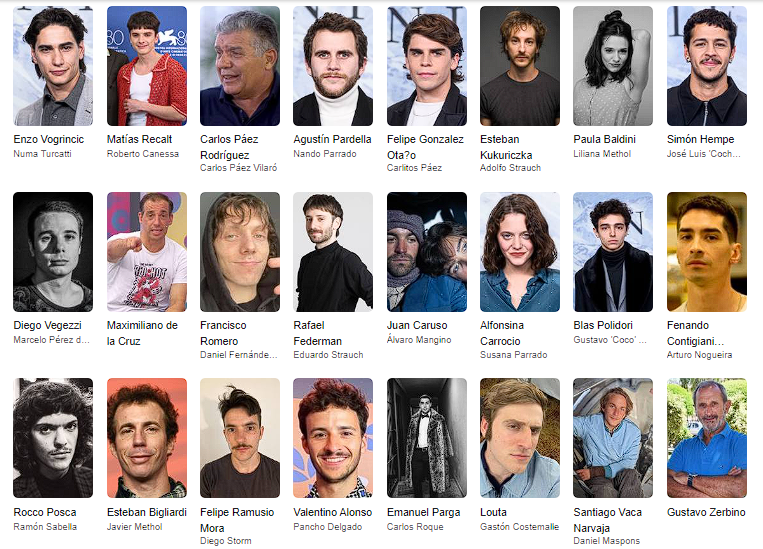 80
Enzo Vogrincic
Numa Turcatti
Matías Recalt
Roberto Canessa
Carlos Páez
Rodríguez
Carlos Páez Vilaró
Agustín Pardella
Nando Parrado
Felipe Gonzalez
Ota?o
Carlitos Páez
Esteban
Kukuriczka
Adolfo Strauch
Paula Baldini
Liliana Methol
Simón Hempe
José Luis 'Coch...
Diego Vegezzi
Marcelo Pérez d...
Maximiliano de
la Cruz
Francisco
Romero
Daniel Fernánde...
Rafael
Federman
Eduardo Strauch
Juan Caruso
Álvaro Mangino
Alfonsina
Carrocio
Susana Parrado
Blas Polidori
Gustavo 'Coco' ...
Fenando
Contigiani...
Arturo Nogueira
Rocco Posca
Ramón Sabella
Esteban Bigliardi
Javier Methol
Felipe Ramusio
Mora
Diego Storm
Valentino Alonso
Pancho Delgado
Emanuel Parga
Carlos Roque
Louta
Gastón Costemalle
Santiago Vaca
Narvaja
Daniel Maspons
Gustavo Zerbino